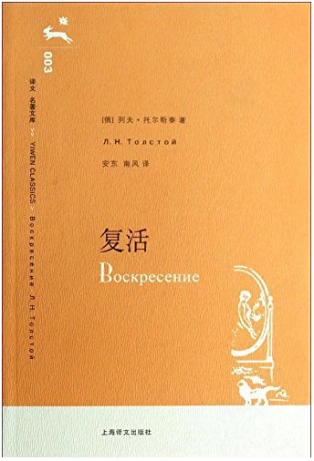 003
译文 名著文库
YIWEN CLASSICS
Воскресение Л.Н.Толстой
[俄] 列夫·托尔斯泰 著
Л.Н.Толстой
安东 南风 译
复活
Воскресение
上海译文出版社